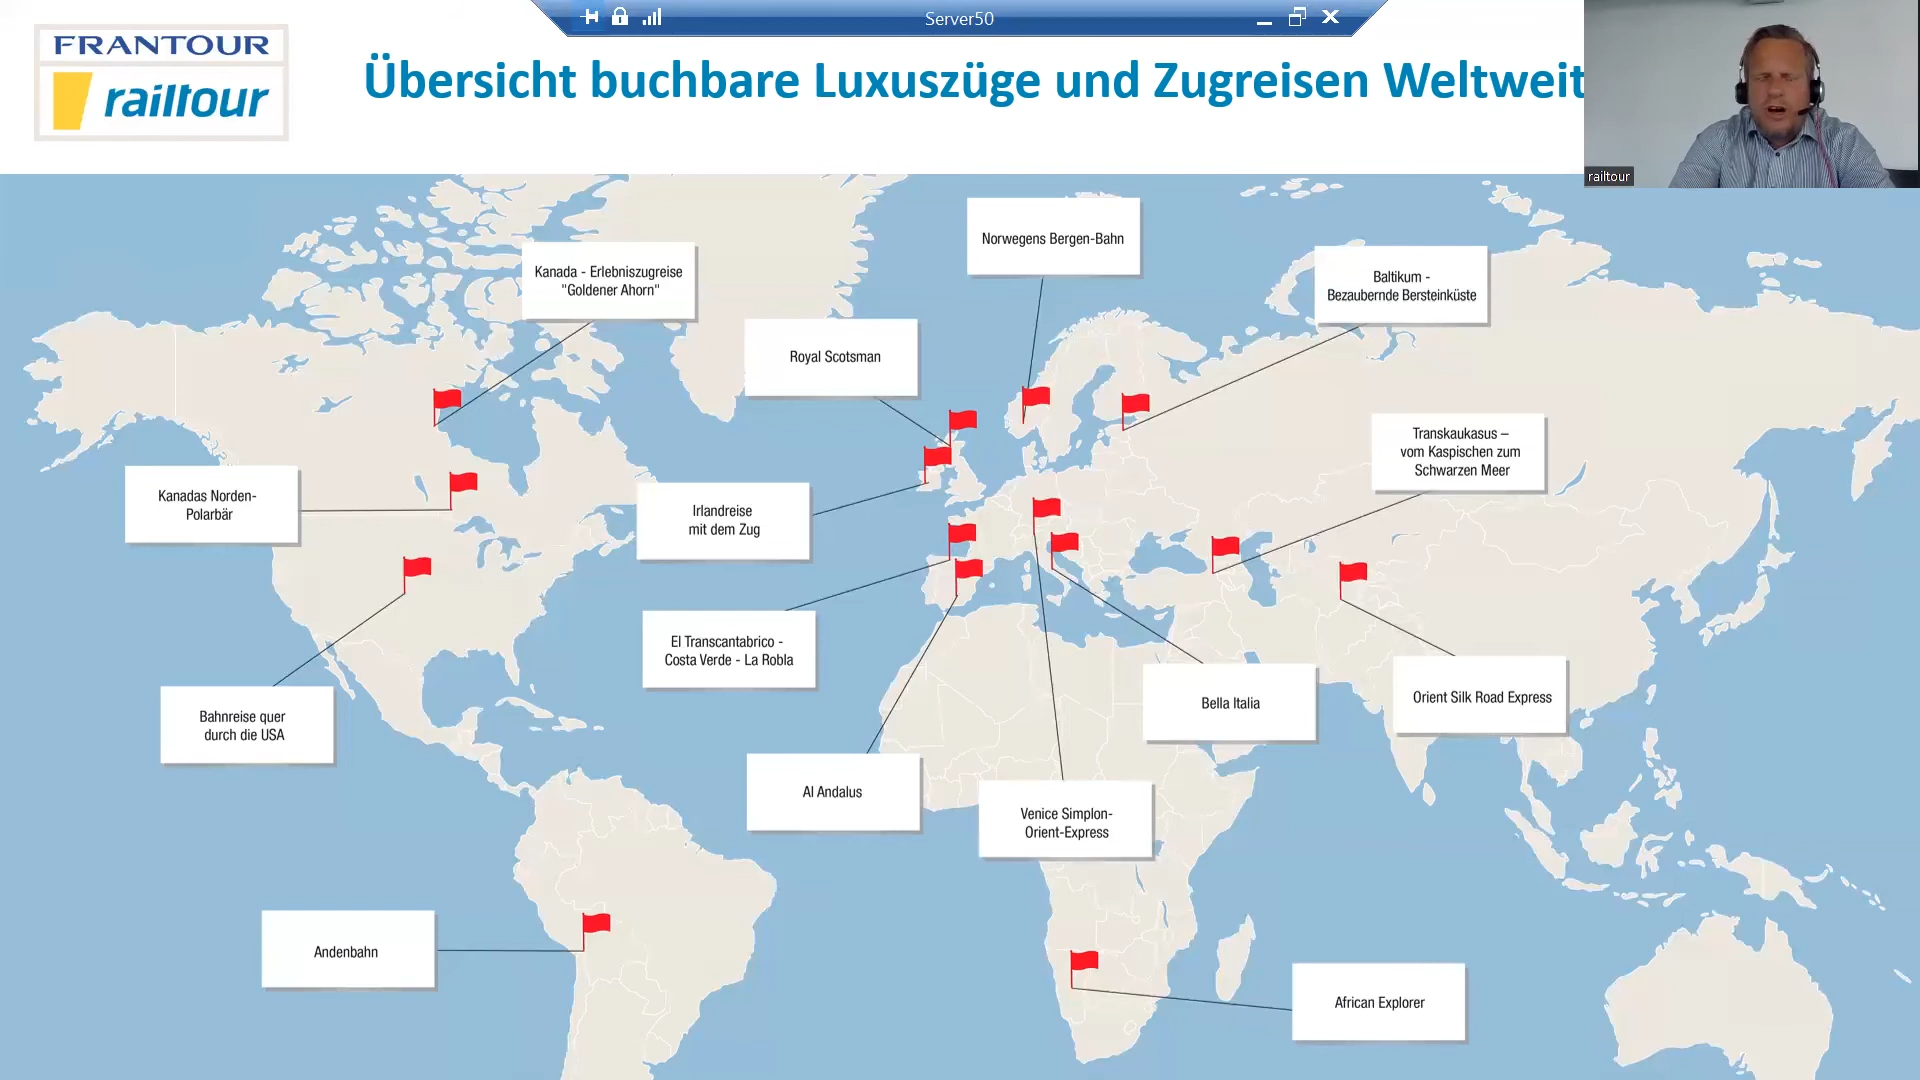 Server50
FRANTOUR
railtour
Übersicht buchbare Luxuszüge und Zugreisen Weltweit
railtour
Norwegens Bergen-Bahn
Kanada - Erlebniszugreise
"Goldener Ahorn"
Baltikum -
Bezaubernde Bersteinküste
Royal Scotsman
Transkaukasus –
vom Kaspischen zum
Schwarzen Meer
Kanadas Norden-
Polarbär
Irlandreise
mit dem Zug
El Transcantabrico -
Costa Verde - La Robla
Bella Italia
Orient Silk Road Express
Bahnreise quer
durch die USA
Al Andalus
Venice Simplon-
Orient-Express
Andenbahn
African Explorer